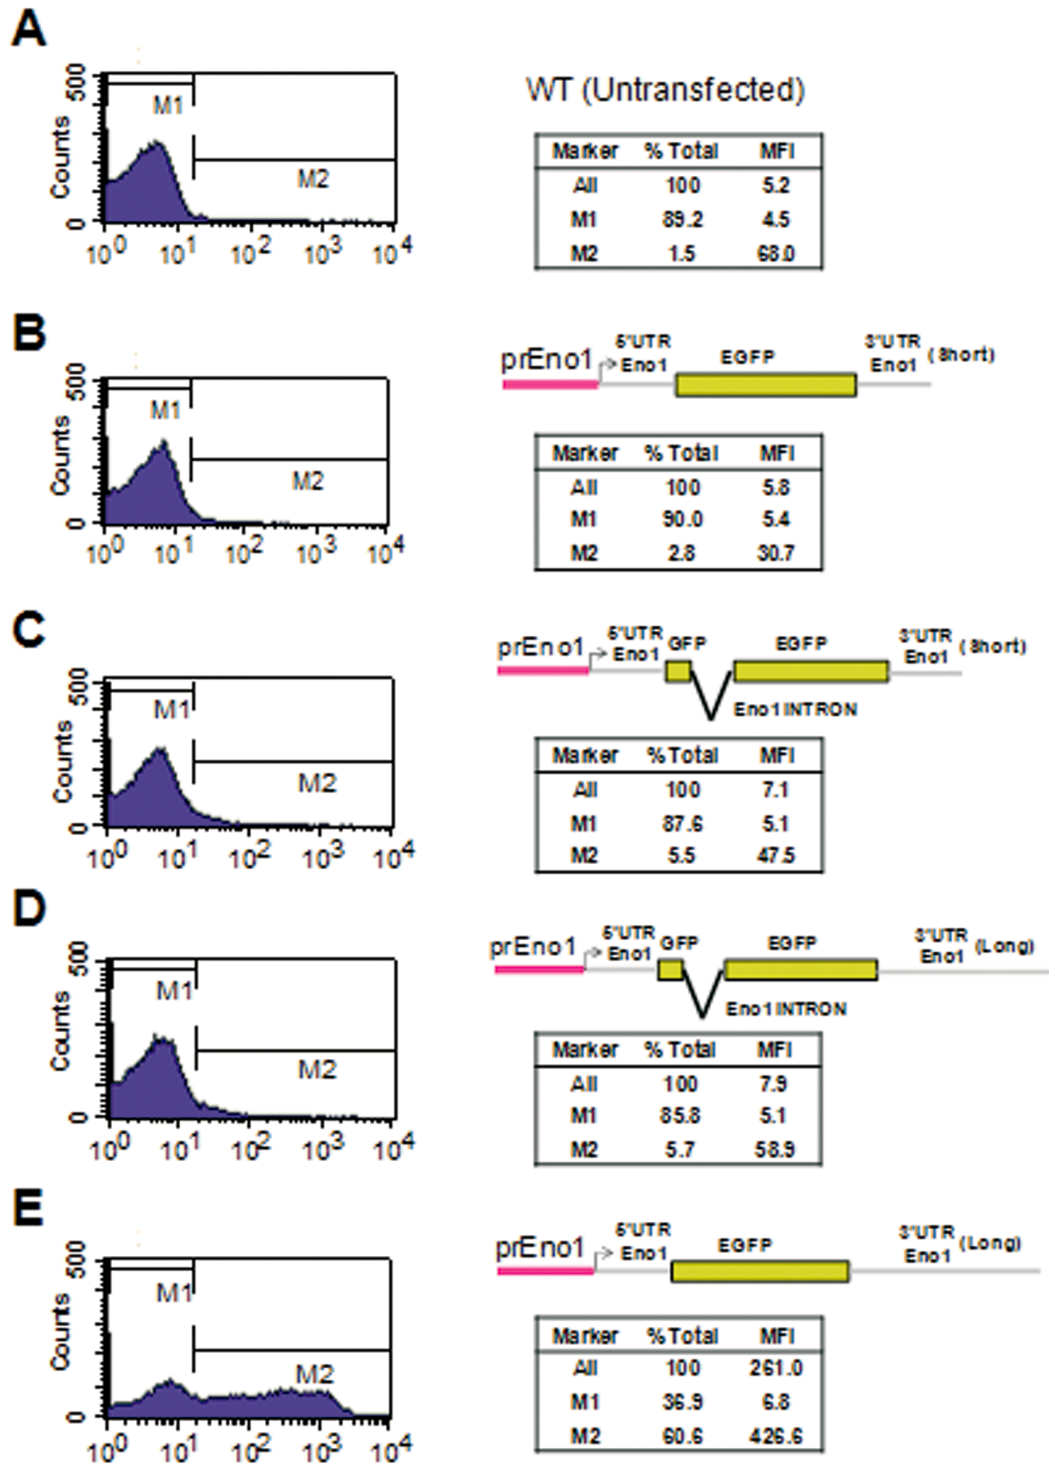 A
500
Counts
0
M1
M2
10^0 10^1 10^2 10^3 10^4
WT (Untransfected)
Marker % Total MFI
All 100 5.2
M1 89.2 4.5
M2 1.5 68.0
B
500
Counts
0
M1
M2
10^0 10^1 10^2 10^3 10^4
prEno1 5'UTR Eno1 EGFP 3'UTR Eno1 (Short)
Marker % Total MFI
All 100 5.8
M1 90.0 5.4
M2 2.8 30.7
C
500
Counts
0
M1
M2
10^0 10^1 10^2 10^3 10^4
prEno1 5'UTR Eno1 GFP EGFP 3'UTR Eno1 (Short)
Eno1 INTRON
Marker % Total MFI
All 100 7.1
M1 87.6 5.1
M2 5.5 47.5
D
500
Counts
0
M1
M2
10^0 10^1 10^2 10^3 10^4
prEno1 5'UTR Eno1 GFP EGFP 3'UTR Eno1 (Long)
Eno1 INTRON
Marker % Total MFI
All 100 7.9
M1 85.8 5.1
M2 5.7 58.9
E
500
Counts
0
M1
M2
10^0 10^1 10^2 10^3 10^4
prEno1 5'UTR Eno1 EGFP 3'UTR Eno1 (Long)
Marker % Total MFI
All 100 261.0
M1 36.9 6.8
M2 60.6 426.6